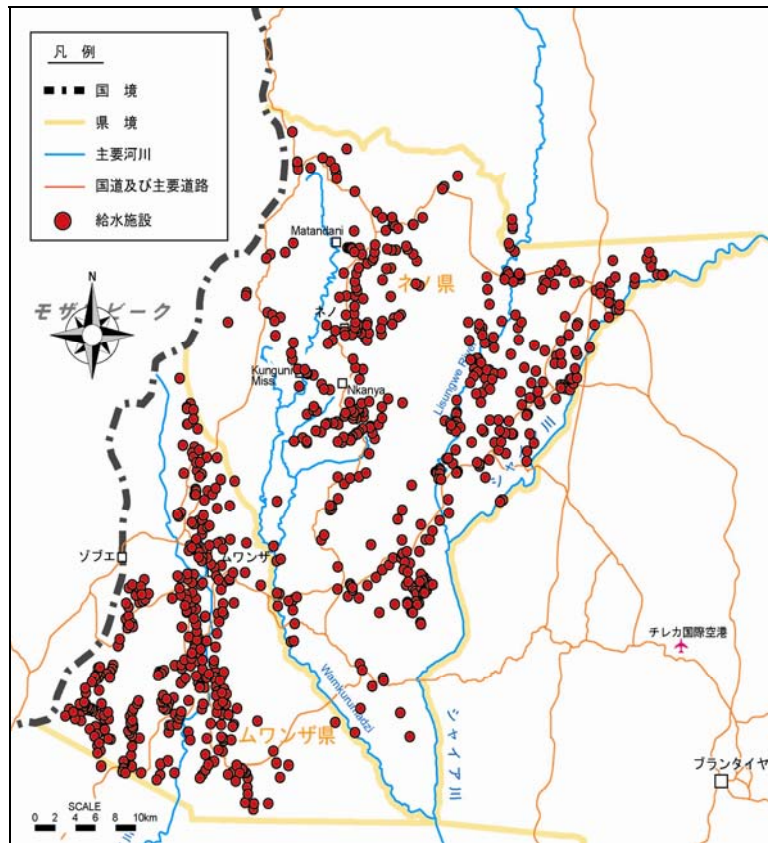 凡 例
国 境
県 境
主要河川
国道及び主要道路
給水施設
N
モザンビーク
Matandani
ネノ県
ネノ
Kunguni
Miss
Nkanya
Lisungwe River
シャイア川
ゾブエ
ムワンザ
チレカ国際空港
Wamkurumadzi
ムワンザ県
シャイア川
ブランタイヤ
SCALE
0 2 4 6 8 10km
川